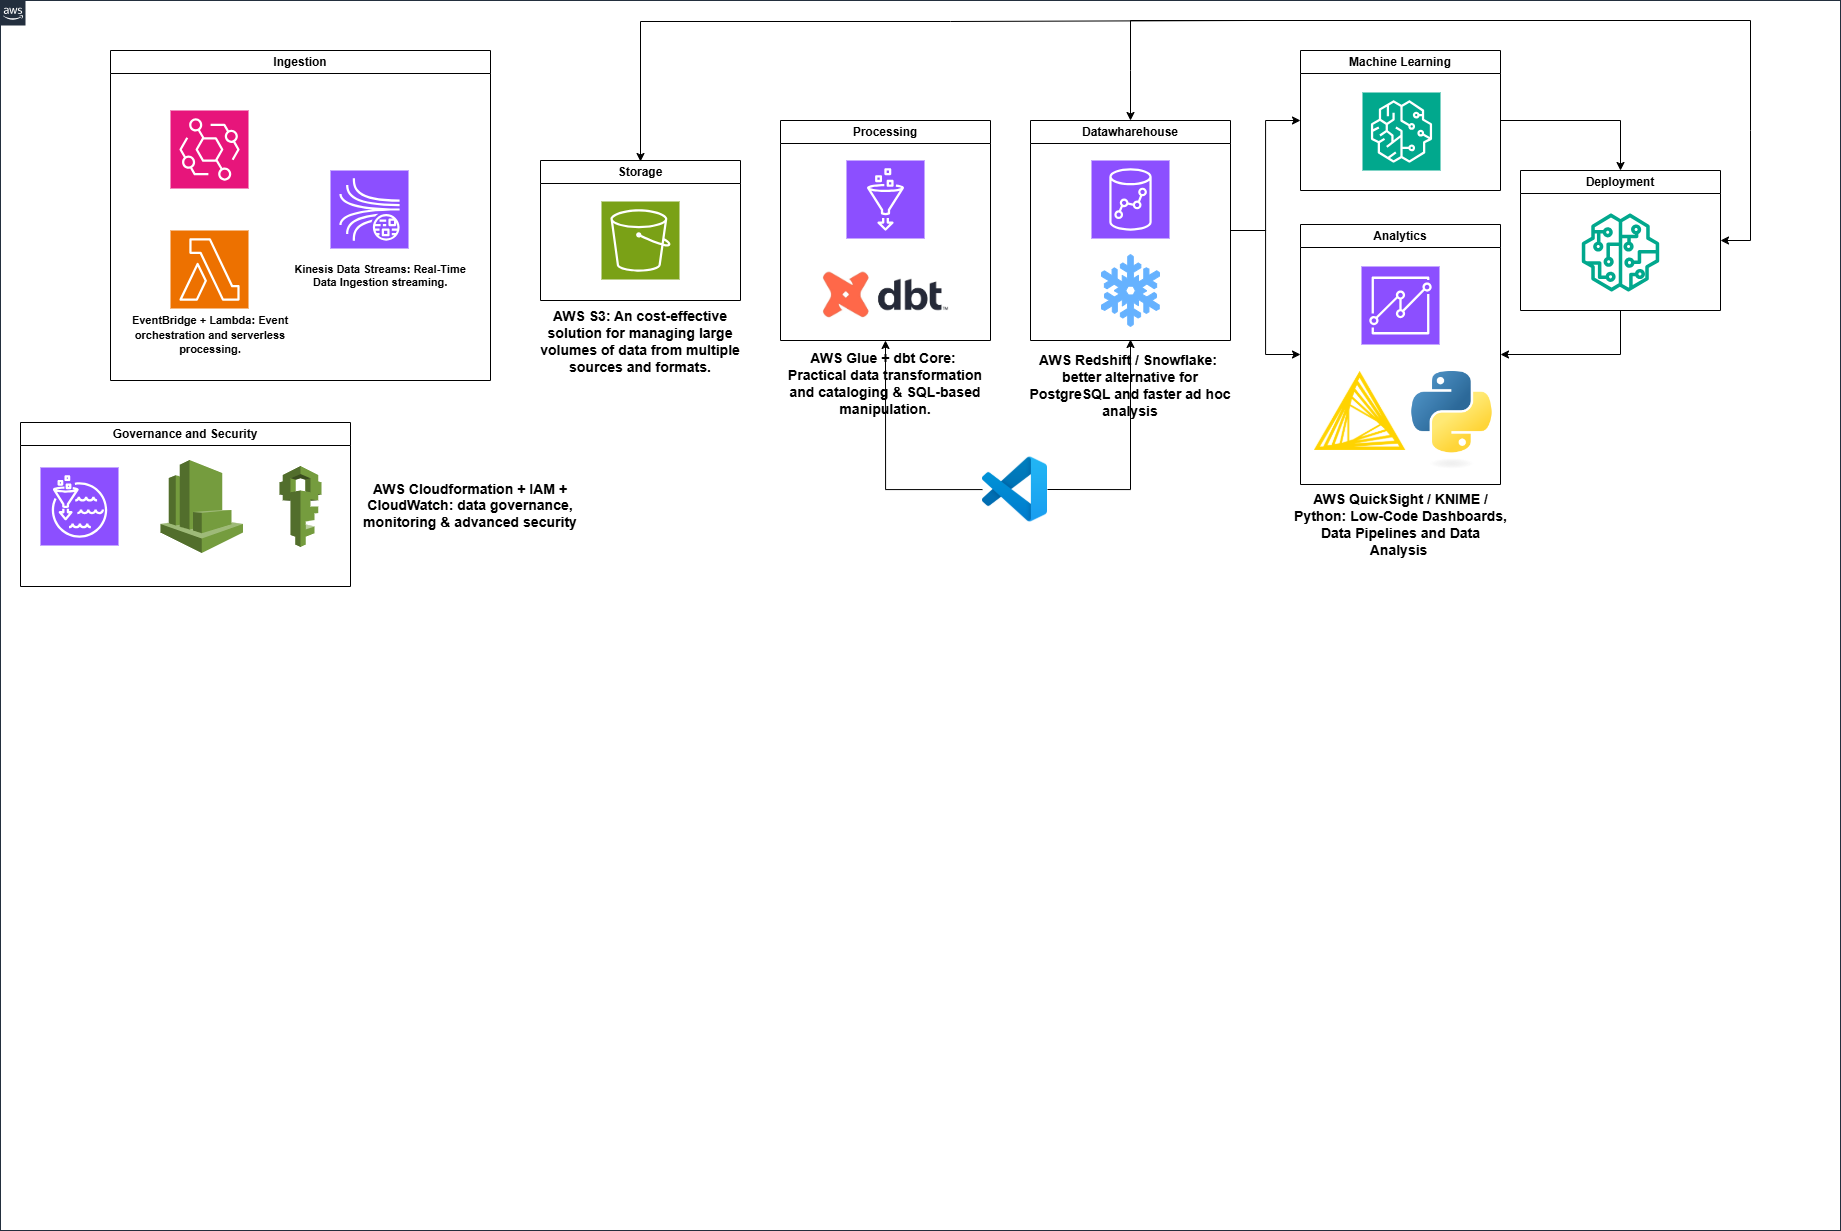 aws
Ingestion
Kinesis Data Streams: Real-Time
Data Ingestion streaming.
EventBridge + Lambda: Event
orchestration and serverless
processing.
Storage
AWS S3: An cost-effective
solution for managing large
volumes of data from multiple
sources and formats.
Processing
dbt
AWS Glue + dbt Core:
Practical data transformation
and cataloging & SQL-based
manipulation.
Datawharehouse
AWS Redshift / Snowflake:
better alternative for
PostgreSQL and faster ad hoc
analysis
Machine Learning
Analytics
AWS QuickSight / KNIME /
Python: Low-Code Dashboards,
Data Pipelines and Data
Analysis
Deployment
Governance and Security
AWS Cloudformation + IAM +
CloudWatch: data governance,
monitoring & advanced security